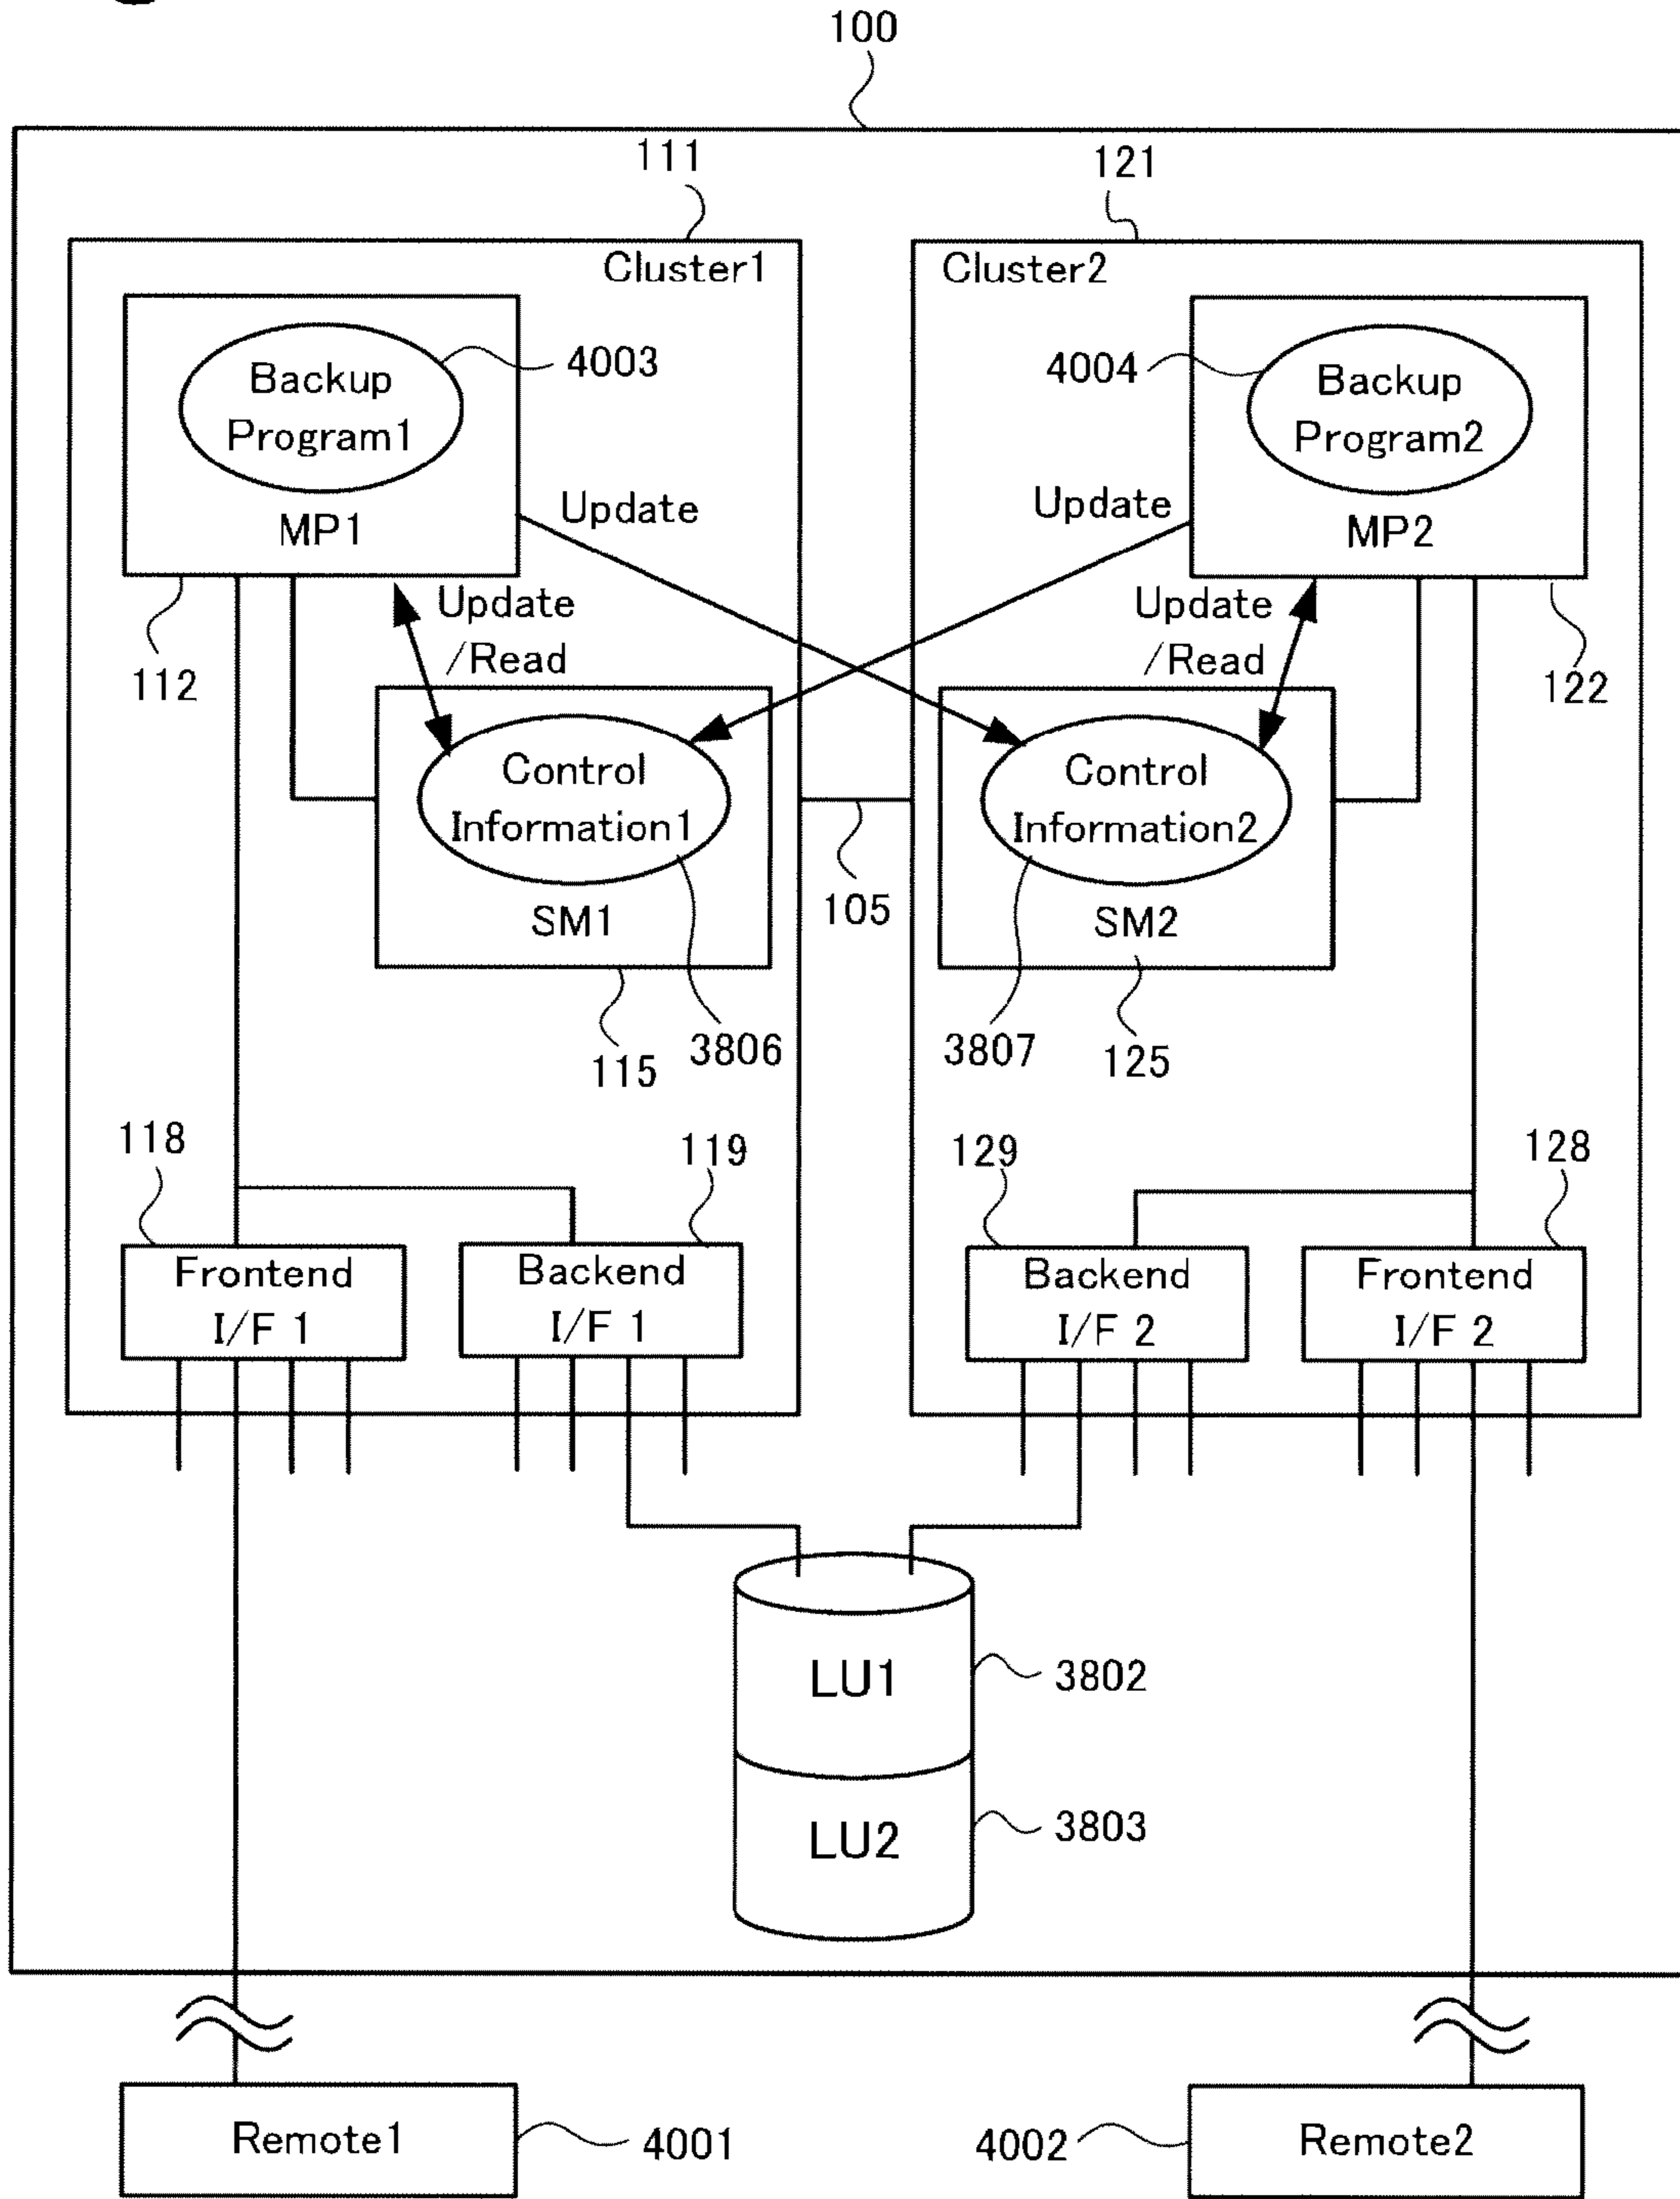 100
111
121
Cluster1
Cluster2
Backup
Program1
4003
MP1
4004
Backup
Program2
MP2
Update
Update
Update
/Read
Update
/Read
112
122
Control
Information1
SM1
105
Control
Information2
SM2
115
3806
3807
125
118
119
129
128
Frontend
I/F 1
Backend
I/F 1
Backend
I/F 2
Frontend
I/F 2
LU1
3802
LU2
3803
Remote1
4001
4002
Remote2